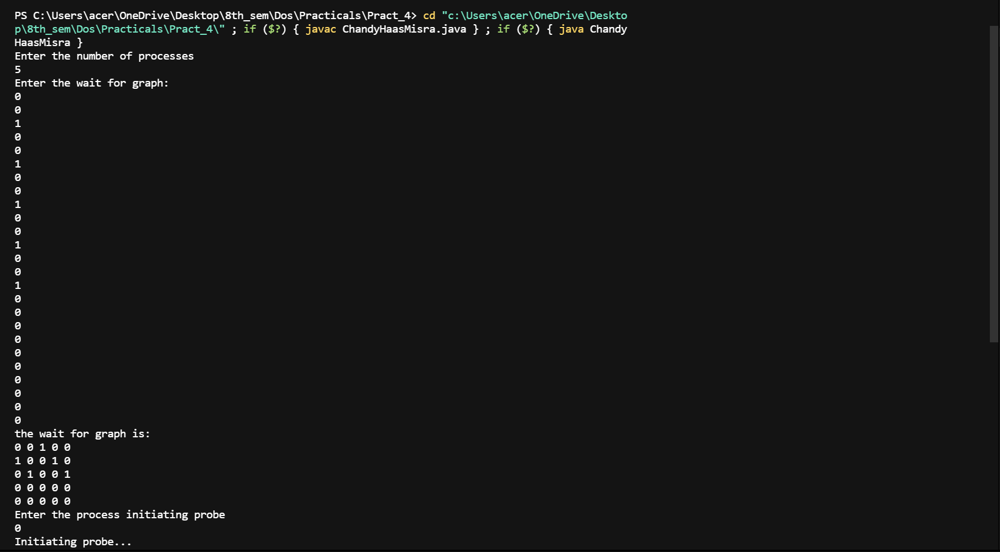 PS C:\Users\acer\OneDrive\Desktop\8th_sem\Dos\Practicals\Pract_4> cd "c:\Users\acer\OneDrive\Deskto
p\8th_sem\Dos\Practicals\Pract_4\" ; if ($?) { javac ChandyHaasMisra.java } ; if ($?) { java Chandy
HaasMisra }
Enter the number of processes
5
Enter the wait for graph:
0
0
1
0
0
1
0
0
1
0
0
1
0
0
1
0
0
0
0
0
0
0
0
0
0
the wait for graph is:
0 0 1 0 0
1 0 0 1 0
0 1 0 0 1
0 0 0 0 0
0 0 0 0 0
Enter the process initiating probe
0
Initiating probe...